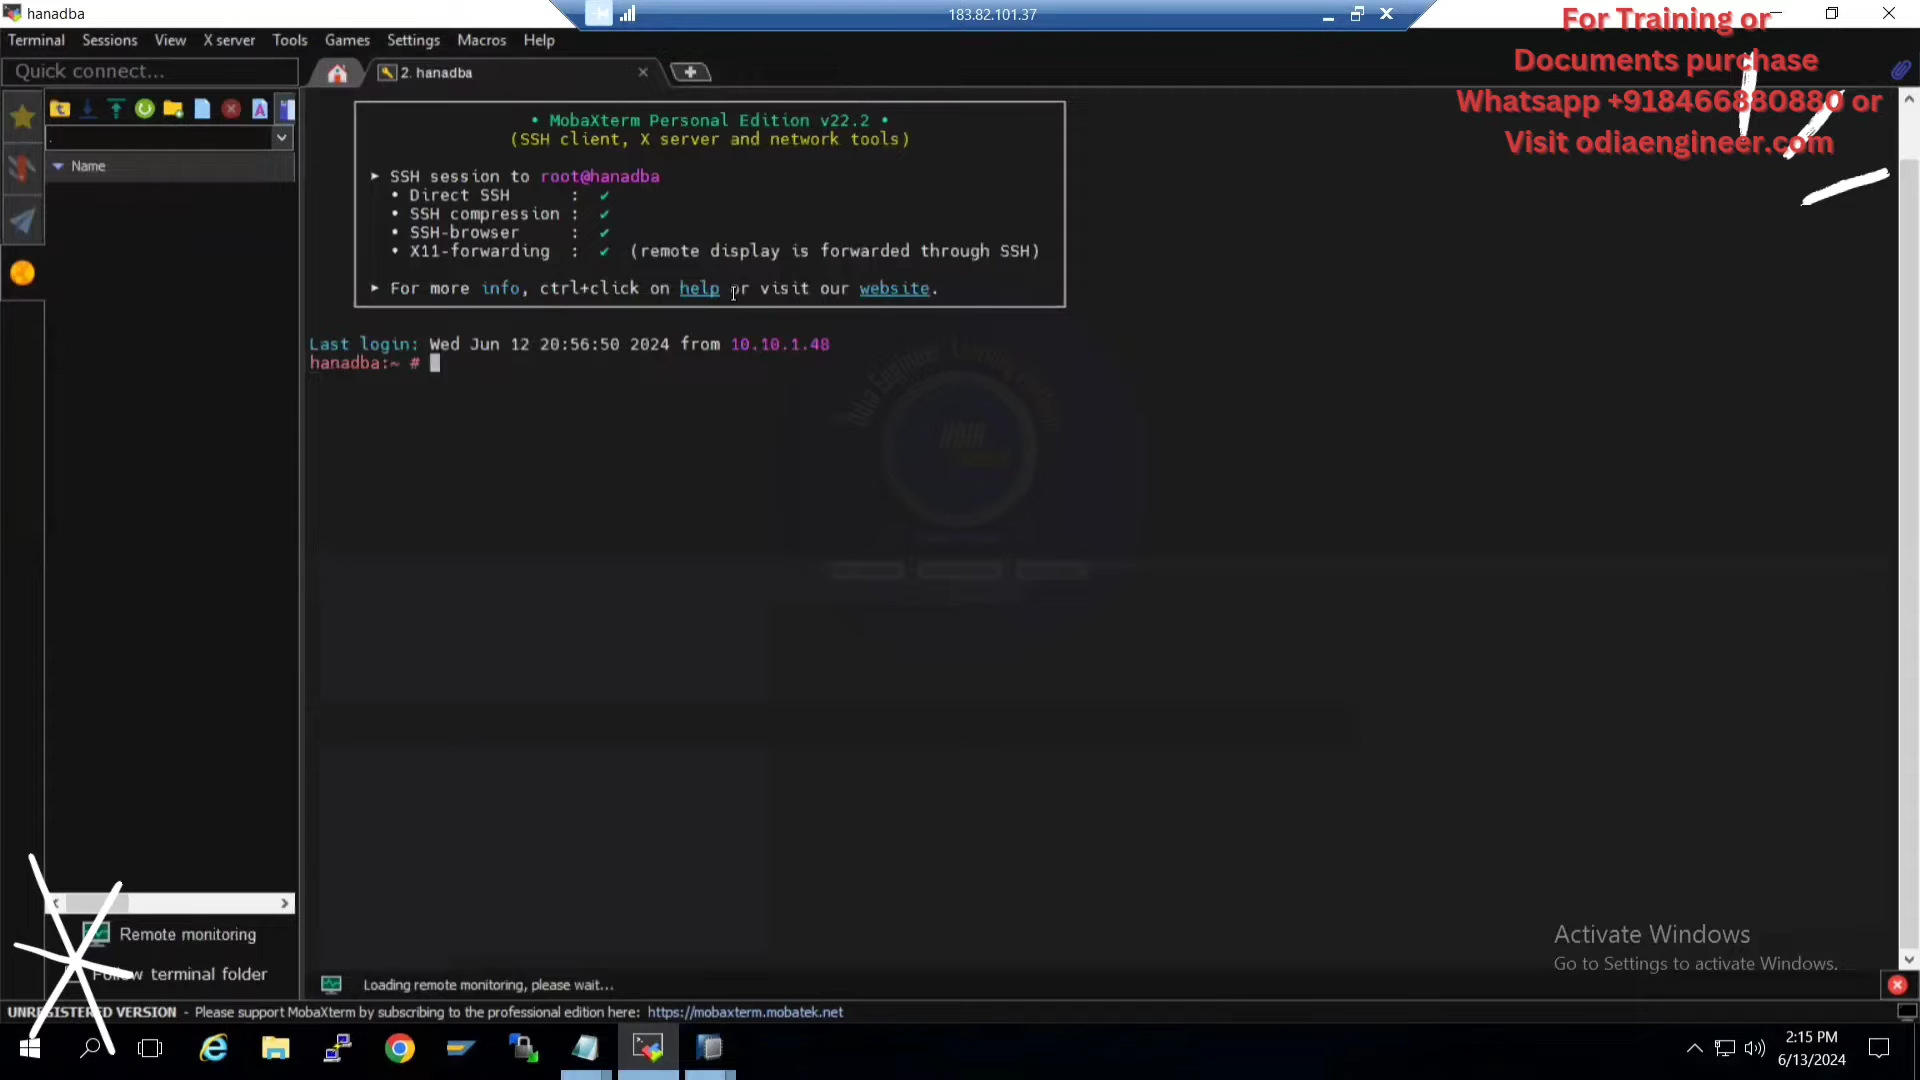 hanadba
183.82.101.37
For Training or
Documents purchase
Whatsapp +918466880880 or
Visit odiaengineer.com
Terminal Sessions View X server Tools Games Settings Macros Help
Quick connect...
2. hanadba
Name
• MobaXterm Personal Edition v22.2 •
(SSH client, X server and network tools)
▸ SSH session to root@hanadba
• Direct SSH : ✔
• SSH compression : ✔
• SSH-browser : ✔
• X11-forwarding : ✔ (remote display is forwarded through SSH)
▸ For more info, ctrl+click on help or visit our website.
Last login: Wed Jun 12 20:56:50 2024 from 10.10.1.48
hanadba:~ #
Remote monitoring
Follow terminal folder
Activate Windows
Go to Settings to activate Windows.
Loading remote monitoring, please wait...
UNREGISTERED VERSION - Please support MobaXterm by subscribing to the professional edition here: https://mobaxterm.mobatek.net
2:15 PM
6/13/2024